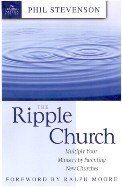 PHIL STEVENSON
THE
Ripple
Church
Multiply Your
Ministry by Parenting
New Churches
FOREWORD BY RALPH MOORE